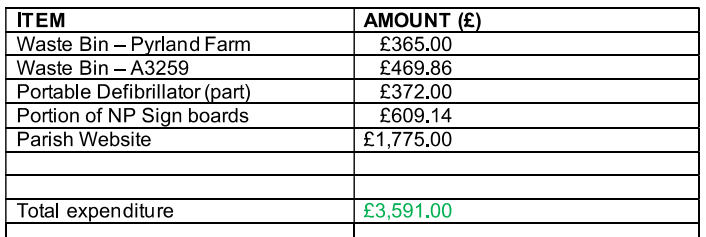 ITEM AMOUNT (£)
Waste Bin – Pyrland Farm £365.00
Waste Bin – A3259 £469.86
Portable Defibrillator (part) £372.00
Portion of NP Sign boards £609.14
Parish Website £1,775.00
Total expenditure £3,591.00